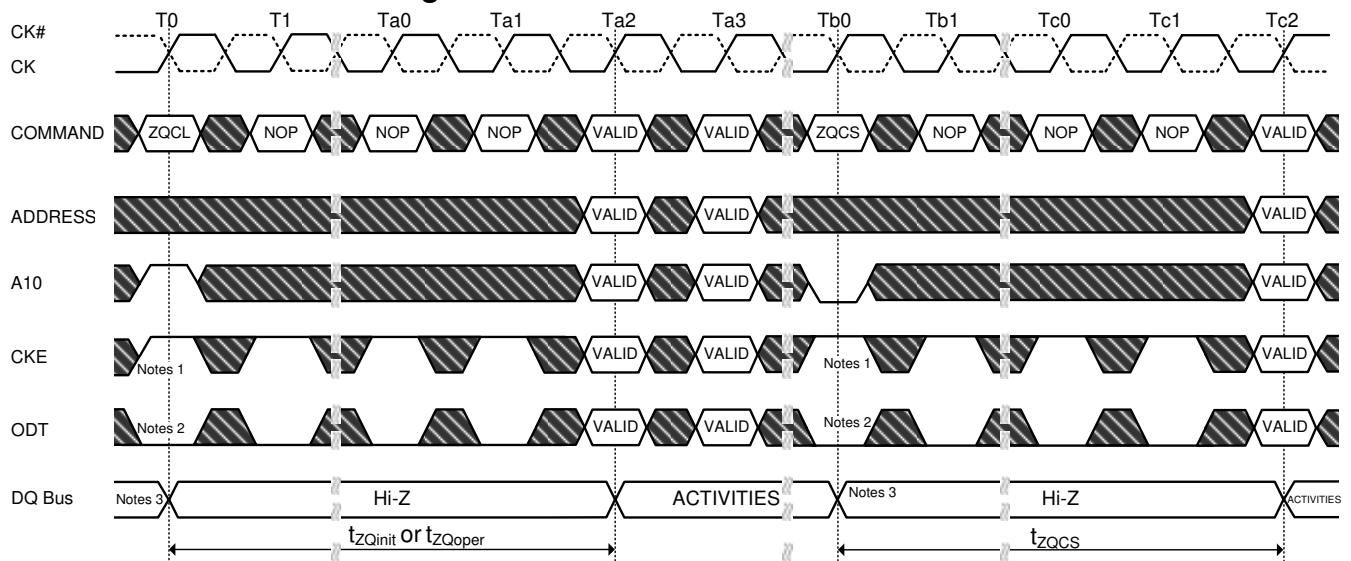 T0 T1 Ta0 Ta1 Ta2 Ta3 Tb0 Tb1 Tc0 Tc1 Tc2
CK#
CK
COMMAND ZQCL NOP NOP NOP VALID VALID ZQCS NOP NOP NOP VALID
ADDRESS VALID VALID VALID
A10 VALID VALID VALID
CKE Notes 1 VALID VALID Notes 1 VALID
ODT Notes 2 VALID VALID Notes 2 VALID
DQ Bus Notes 3 Hi-Z ACTIVITIES Notes 3 Hi-Z ACTIVITIES
tZQinit or tZQoper tZQCS